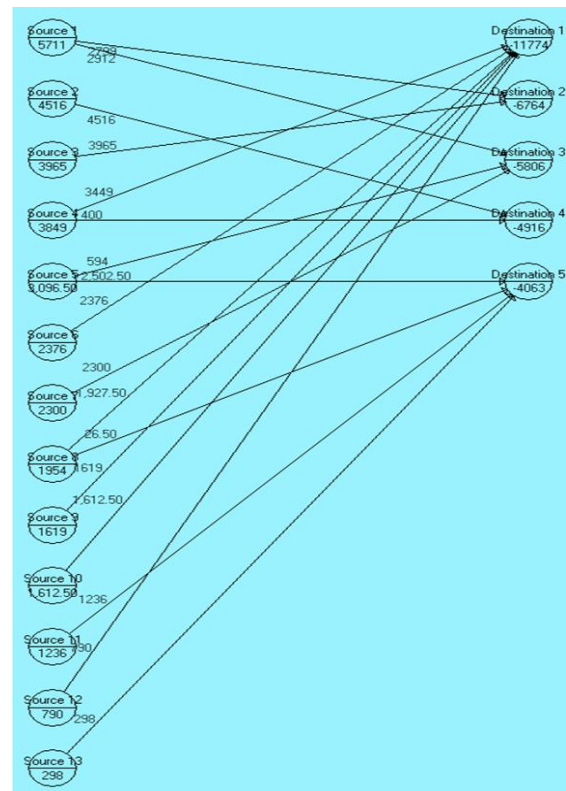 Source 1
5711
2799
2912
Source 2
4516
4516
Source 3
3965
3965
Source 4
3849
3449
400
Source 5
3,096.50
594
2,502.50
Source 6
2376
2376
Source 7
2300
2300
Source 8
1954
1,927.50
26.50
Source 9
1619
1619
Source 10
1,612.50
1,612.50
Source 11
1236
1236
Source 12
790
790
Source 13
298
298
Destination 1
-11774
Destination 2
-6764
Destination 3
-5806
Destination 4
-4916
Destination 5
-4063